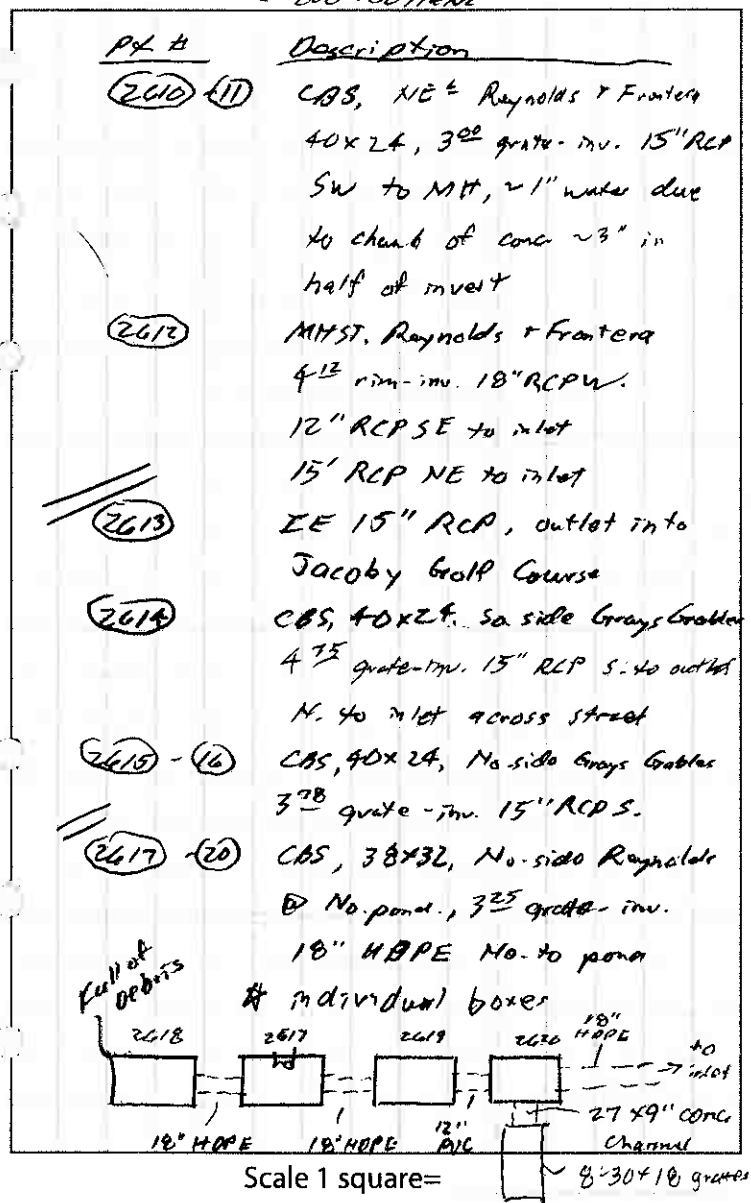 Pt # Description
2610 - 11 CBS, NE Reynolds + Frontera
40x24, 3 00 grate-inv. 15" RCP
SW to MH, ~1" water due
to chunk of conc ~3" in
half of invert
2612 MHST. Reynolds + Frontera
4 12 rim-inv. 18" RCP W.
12" RCP SE to inlet
15' RCP NE to inlet
2613 IE 15" RCP, outlet into
Jacoby Golf Course
2614 CBS, 40x24. So. side Grays Gables
4 75 grate-inv. 15" RCP S. to outlet
N. to inlet across street
2615 - 16 CBS, 40x24, No. side Grays Gables
3 78 grate-inv. 15" RCP S.
2617 - 20 CBS, 38x32, No. side Reynolds
@ No. pond., 3 25 grate-inv.
18" HDPE No. to pond
individual boxes
Full of
Debris
2618 2617 2619 2620 18" HDPE
to
inlet
27x9" conc
18" HDPE 18" HDPE 12" PVC Channel
8-30x18 grates
Scale 1 square=